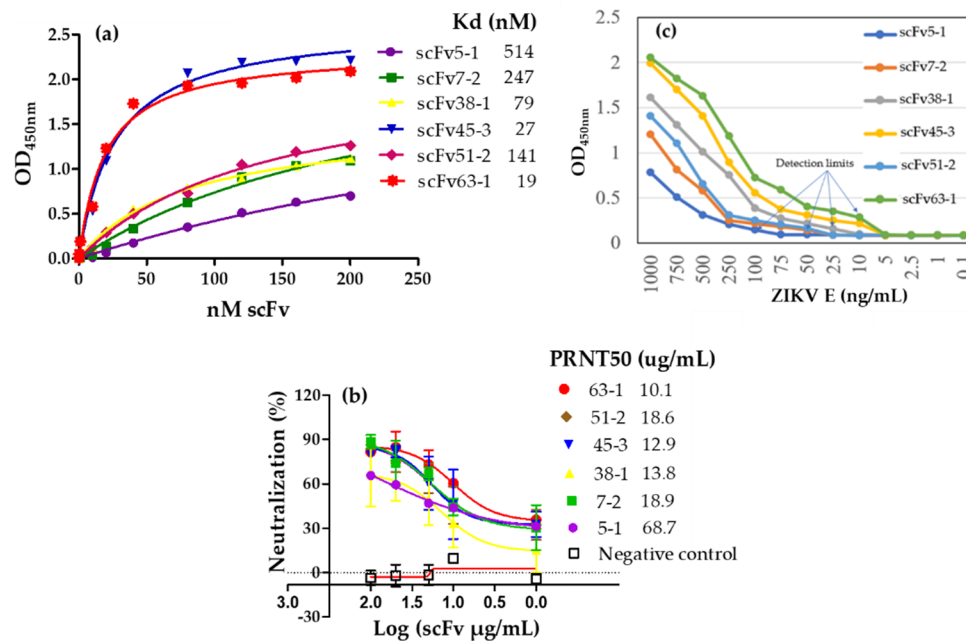 (a)
Kd (nM)
scFv5-1 514
scFv7-2 247
scFv38-1 79
scFv45-3 27
scFv51-2 141
scFv63-1 19
OD450nm
2.5
2.0
1.5
1.0
0.5
0.0
0 50 100 150 200 250
nM scFv
(c)
scFv5-1
scFv7-2
scFv38-1
scFv45-3
scFv51-2
scFv63-1
Detection limits
OD450nm
2.5
2
1.5
1
0.5
0
1000 750 500 250 100 75 50 25 10 5 2.5 1 0.1
ZIKV E (ng/mL)
(b)
PRNT50 (ug/mL)
63-1 10.1
51-2 18.6
45-3 12.9
38-1 13.8
7-2 18.9
5-1 68.7
Negative control
Neutralization (%)
120
90
60
30
0
-30
3.0 2.0 1.5 1.0 0.5 0.0
Log (scFv µg/mL)